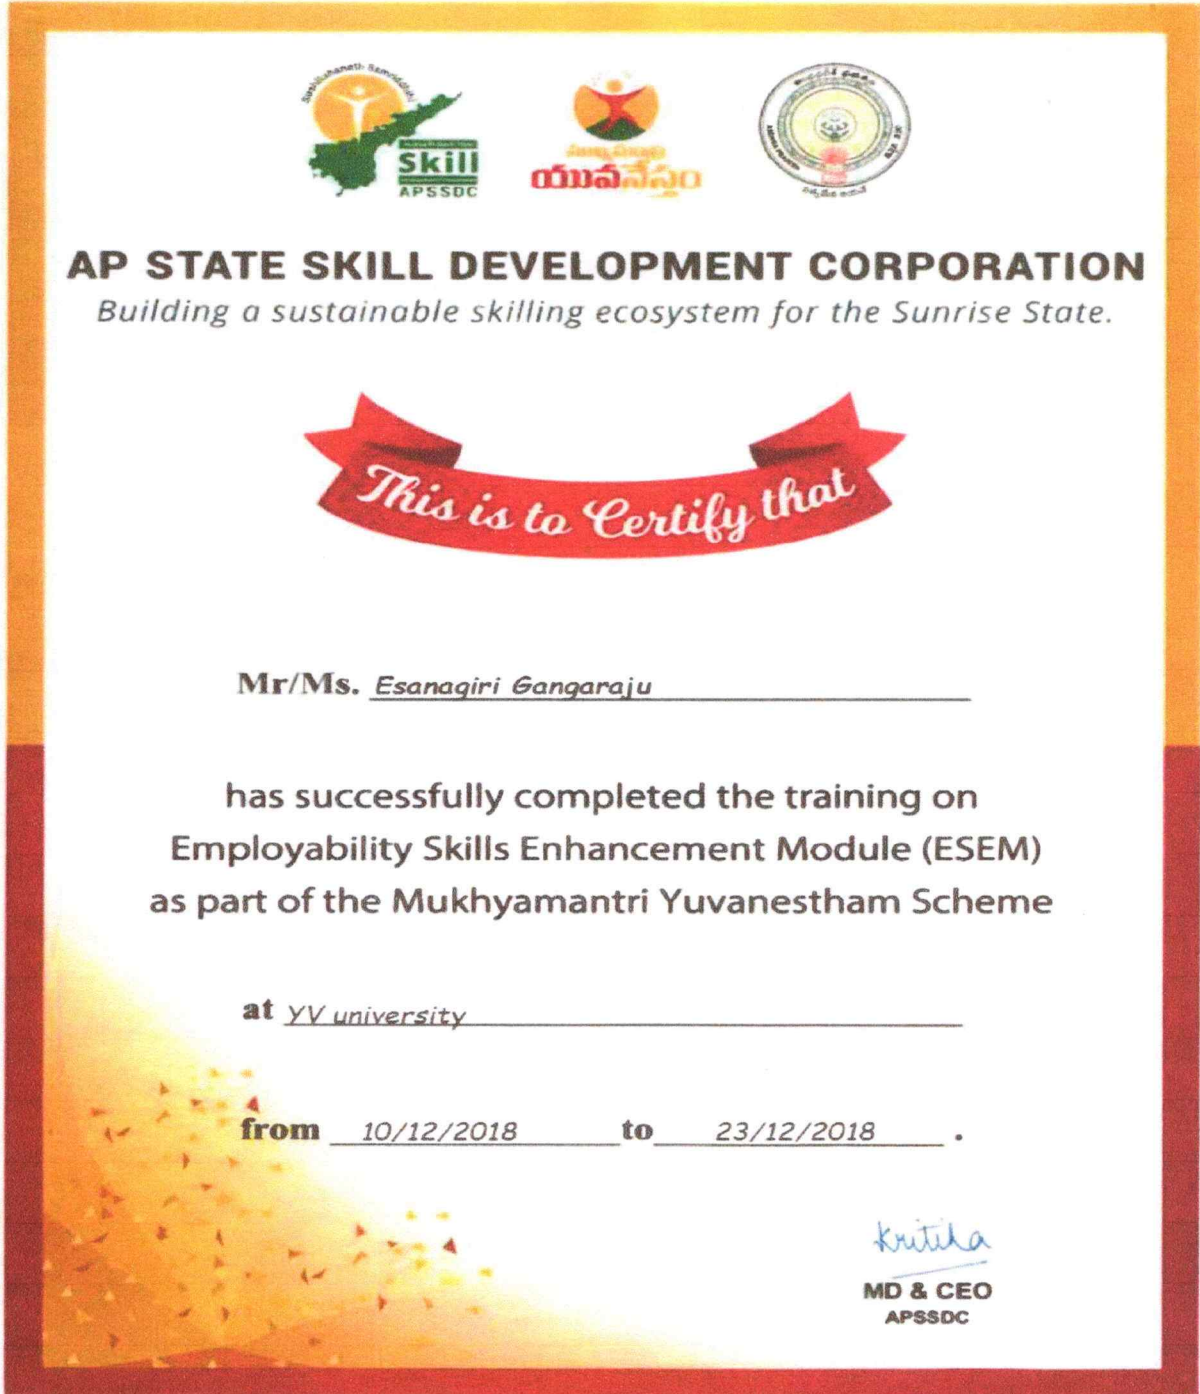 Skill
APSSDC
యువనేస్తం
AP STATE SKILL DEVELOPMENT CORPORATION
Building a sustainable skilling ecosystem for the Sunrise State.
This is to Certify that
Mr/Ms. Esanagiri Gangaraju
has successfully completed the training on
Employability Skills Enhancement Module (ESEM)
as part of the Mukhyamantri Yuvanestham Scheme
at YV university
from 10/12/2018 to 23/12/2018 .
Kritika
MD & CEO
APSSDC